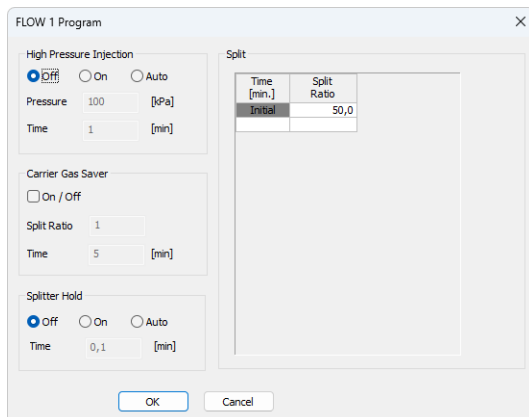 FLOW 1 Program
High Pressure Injection
Off On Auto
Pressure 100 [kPa]
Time 1 [min]
Carrier Gas Saver
On / Off
Split Ratio 1
Time 5 [min]
Splitter Hold
Off On Auto
Time 0,1 [min]
Split
Time Split
[min.] Ratio
Initial 50,0
OK Cancel